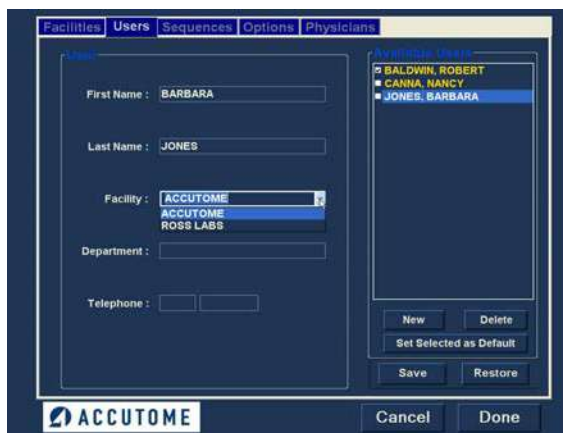 Facilities Users Sequences Options Physicians
User
First Name : BARBARA
Last Name : JONES
Facility : ACCUTOME
ACCUTOME
ROSS LABS
Department :
Telephone :
Available Users
BALDWIN, ROBERT
CANNA, NANCY
JONES, BARBARA
New Delete
Set Selected as Default
Save Restore
ACCUTOME
Cancel Done